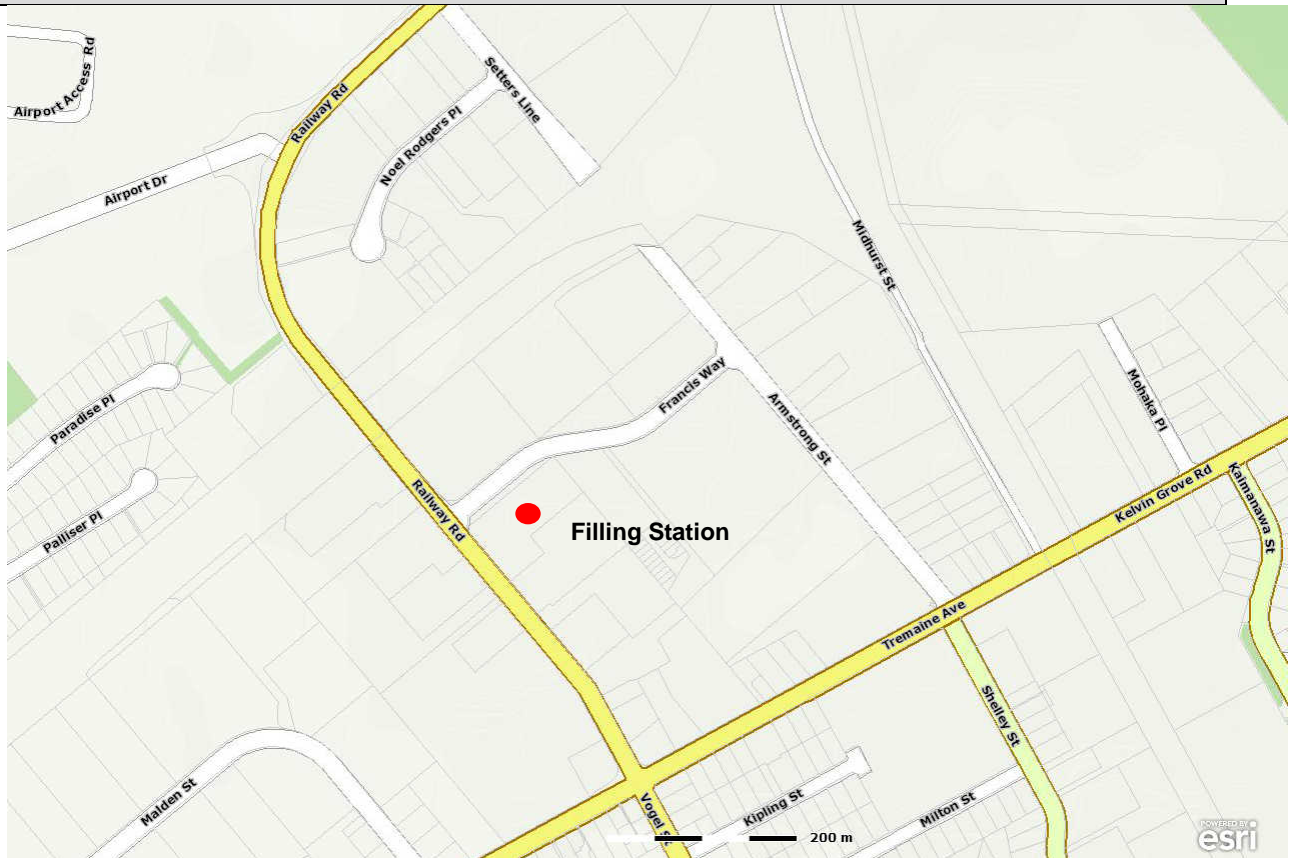 Airport Access Rd
Railway Rd
Setters Line
Noel Rodgers Pl
Airport Dr
Midhurst St
Francis Way
Paradise Pl
Armstrong St
Mohaka Pl
Railway Rd
Kelvin Grove Rd
Kaimanawa St
Palliser Pl
Filling Station
Tremaine Ave
Shelley St
Malden St
Vogel St
Kipling St
Milton St
200 m
POWERED BY
esri